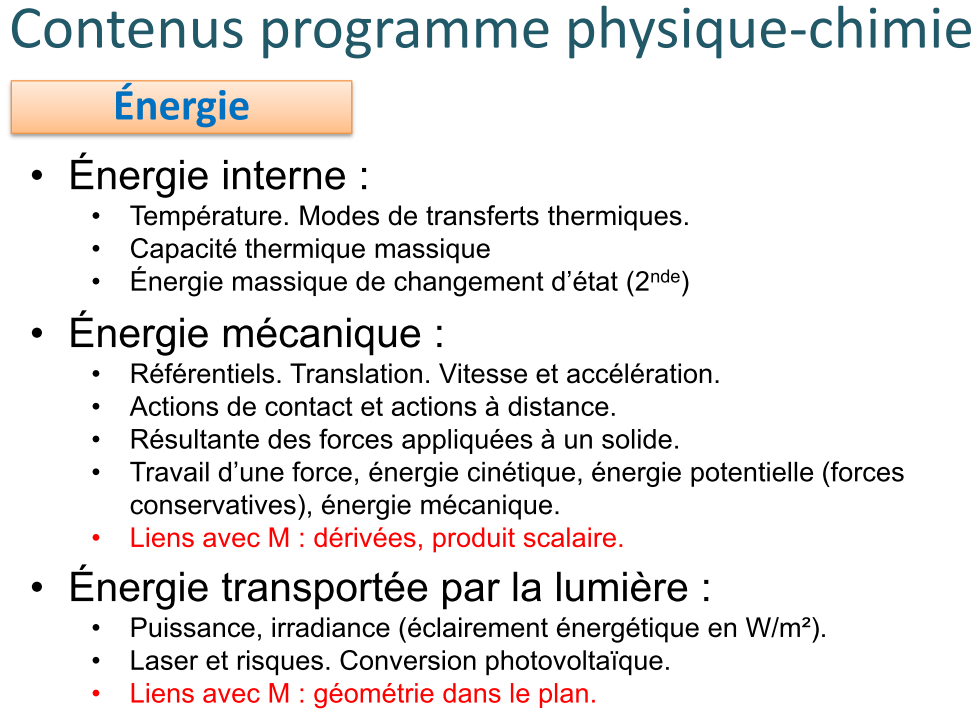 Contenus programme physique-chimie
Énergie
• Énergie interne :
• Température. Modes de transferts thermiques.
• Capacité thermique massique
• Énergie massique de changement d’état (2nde)
• Énergie mécanique :
• Référentiels. Translation. Vitesse et accélération.
• Actions de contact et actions à distance.
• Résultante des forces appliquées à un solide.
• Travail d’une force, énergie cinétique, énergie potentielle (forces
conservatives), énergie mécanique.
• Liens avec M : dérivées, produit scalaire.
• Énergie transportée par la lumière :
• Puissance, irradiance (éclairement énergétique en W/m²).
• Laser et risques. Conversion photovoltaïque.
• Liens avec M : géométrie dans le plan.